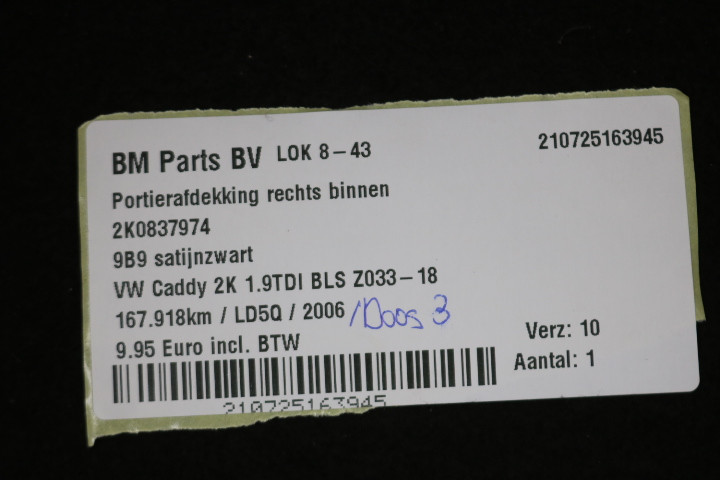 BM Parts BV LOK 8-43 210725163945
Portierafdekking rechts binnen
2K0837974
9B9 satijnzwart
VW Caddy 2K 1.9TDI BLS Z033-18
167.918km / LD5Q / 2006 /Doos 3
9.95 Euro incl. BTW
Verz: 10
Aantal: 1
210725163945